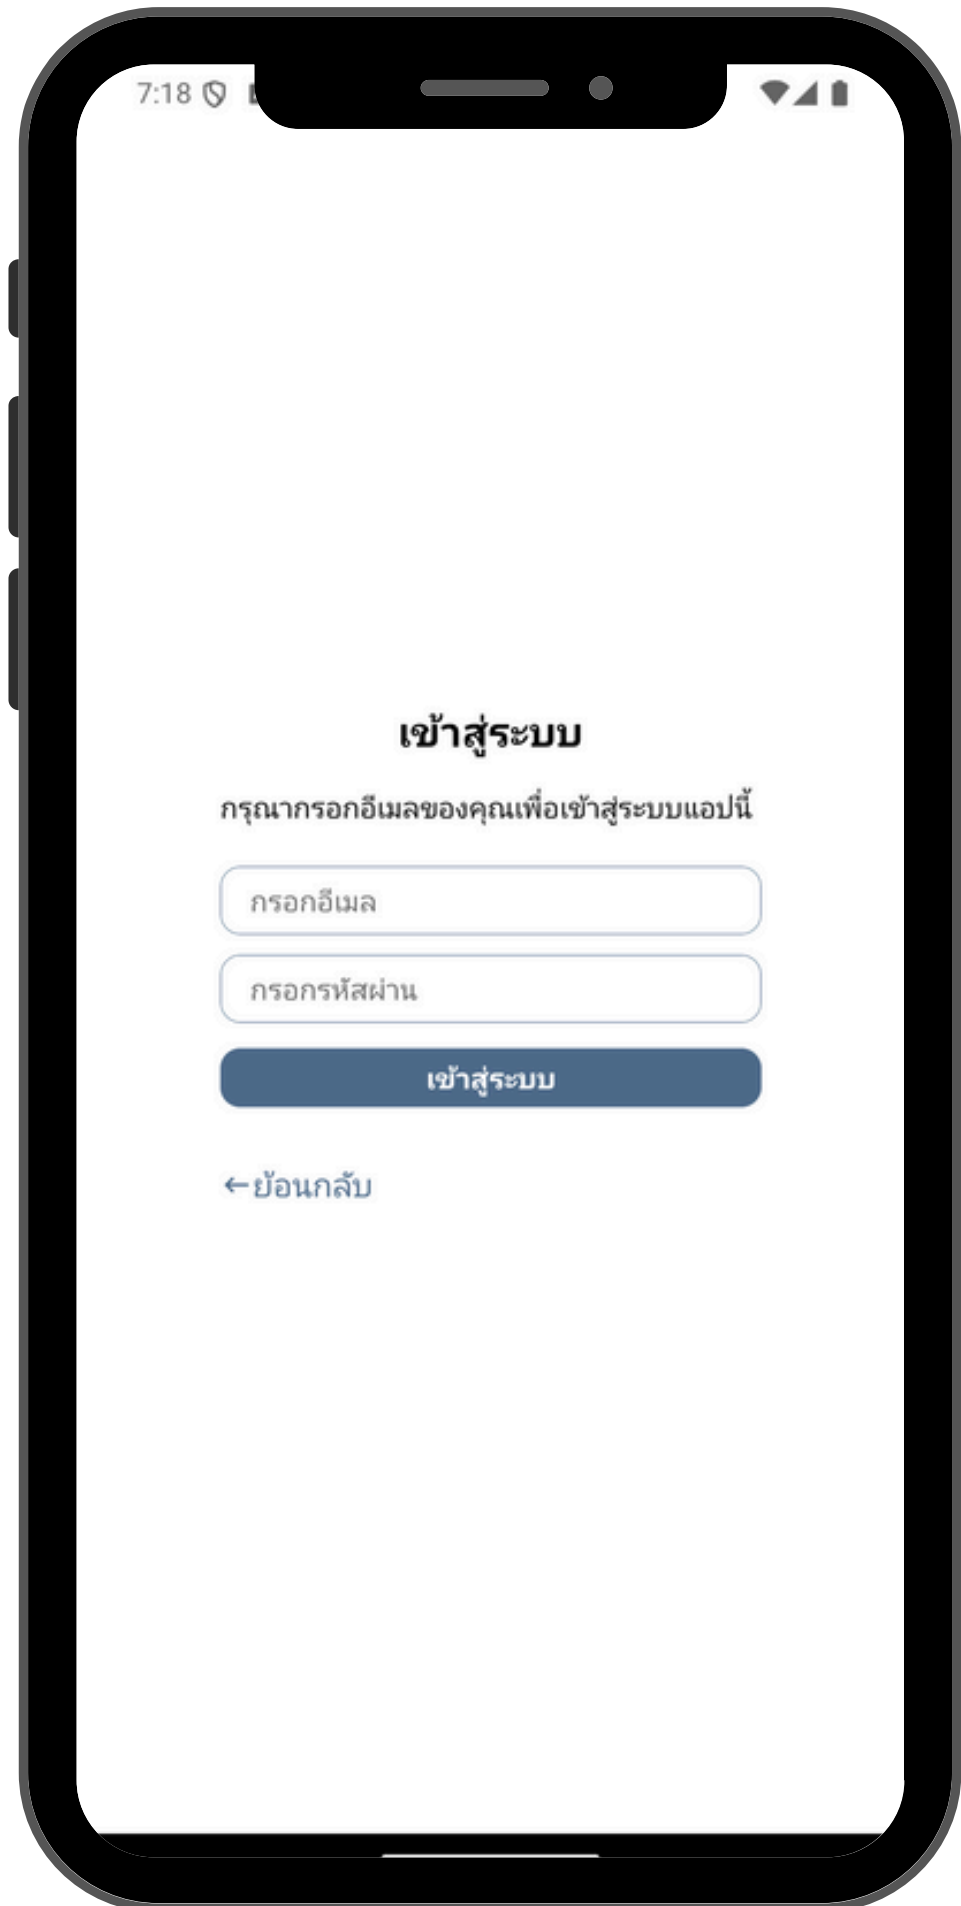 7:18
เข้าสู่ระบบ
กรุณากรอกอีเมลของคุณเพื่อเข้าสู่ระบบแอปนี้
กรอกอีเมล
กรอกรหัสผ่าน
เข้าสู่ระบบ
←ย้อนกลับ